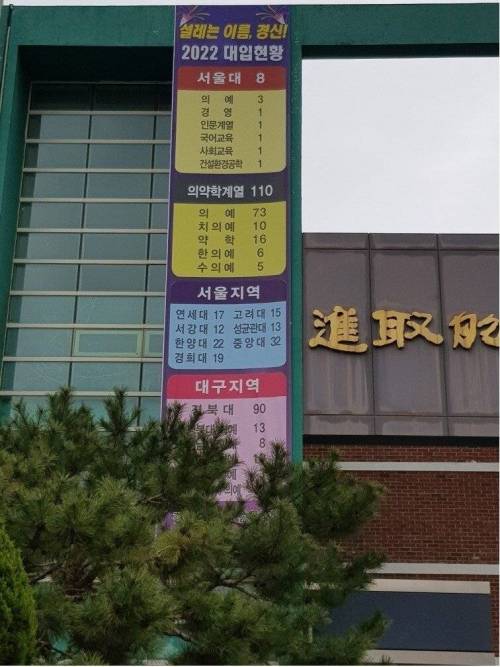 설레는 이름, 경신!
2022 대입현황
서울대 8
의예 3
경영 1
인문계열 1
국어교육 1
사회교육 1
건설환경공학 1
의약학계열 110
의예 73
치의예 10
약학 16
한의예 6
수의예 5
서울지역
연세대 17 고려대 15
서강대 12 성균관대 13
한양대 22 중앙대 32
경희대 19
대구지역
90
13
8
進取的